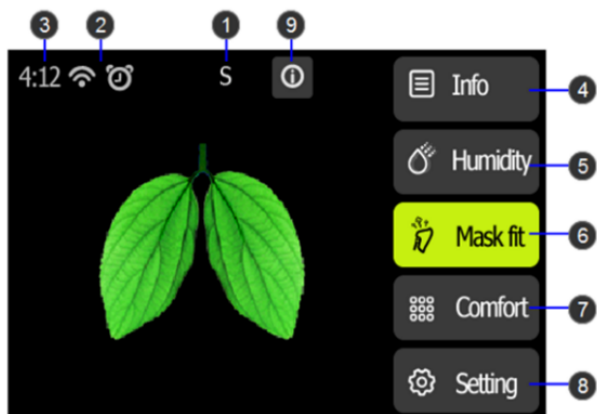 3 2 1 9
4:12 S
Info 4
Humidity 5
Mask fit 6
Comfort 7
Setting 8